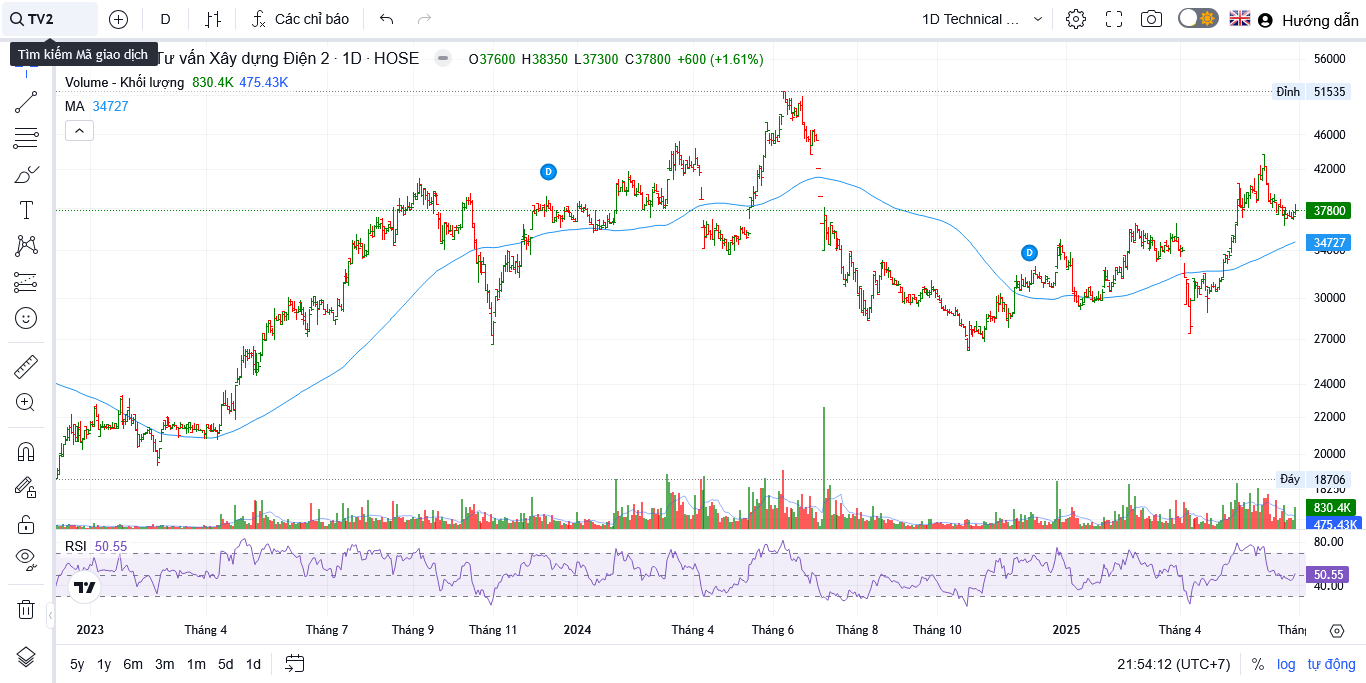 TV2
D
Các chỉ báo
1D Technical ...
Hướng dẫn
Tìm kiếm Mã giao dịch
Tư vấn Xây dựng Điện 2 · 1D · HOSE
O37600 H38350 L37300 C37800 +600 (+1.61%)
Volume - Khối lượng 830.4K 475.43K
MA 34727
56000
Đỉnh 51535
46000
42000
D
37800
34727
34000
D
30000
27000
24000
22000
20000
Đáy 18706
18250
830.4K
475.43K
RSI 50.55
80.00
50.55
40.00
2023 Tháng 4 Tháng 7 Tháng 9 Tháng 11 2024 Tháng 4 Tháng 6 Tháng 8 Tháng 10 2025 Tháng 4
5y 1y 6m 3m 1m 5d 1d
21:54:12 (UTC+7) % log tự động